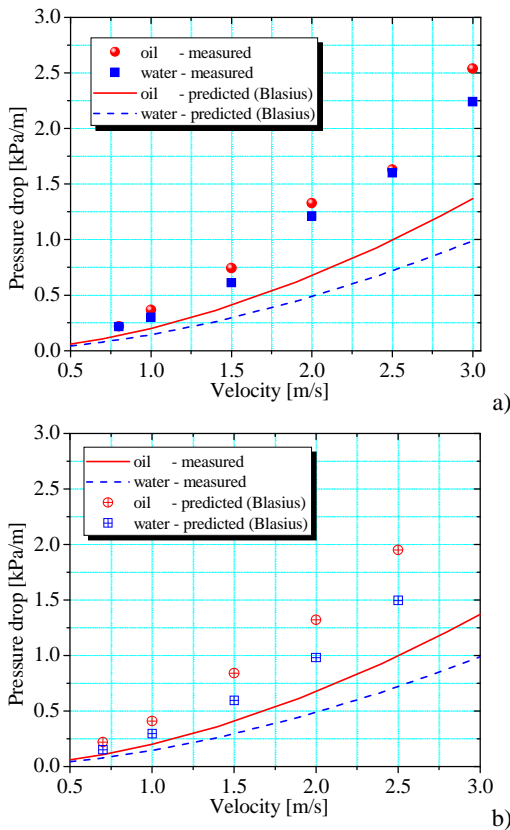 3.0
2.5
2.0
1.5
1.0
0.5
0.0
Pressure drop [kPa/m]
oil - measured
water - measured
oil - predicted (Blasius)
water - predicted (Blasius)
0.5 1.0 1.5 2.0 2.5 3.0
Velocity [m/s]
a)
3.0
2.5
2.0
1.5
1.0
0.5
0.0
Pressure drop [kPa/m]
oil - measured
water - measured
oil - predicted (Blasius)
water - predicted (Blasius)
0.5 1.0 1.5 2.0 2.5 3.0
Velocity [m/s]
b)